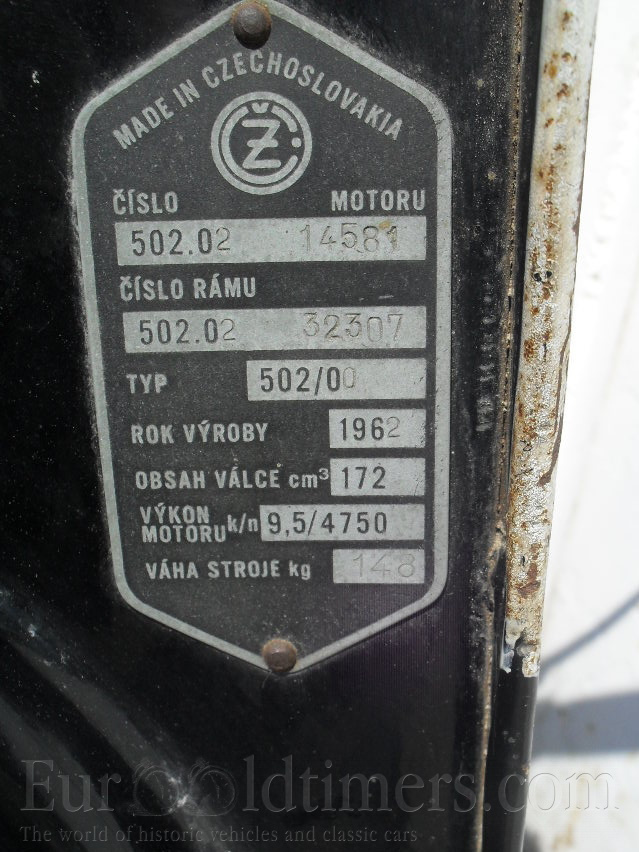 MADE IN CZECHOSLOVAKIA
ČZ
ČÍSLO MOTORU
502.02 14581
ČÍSLO RÁMU
502.02 32307
TYP 502/00
ROK VÝROBY 1962
OBSAH VÁLCE cm³ 172
VÝKON MOTORU k/n 9,5/4750
VÁHA STROJE kg 148
EuroOldtimers.com
The world of historic vehicles and classic cars